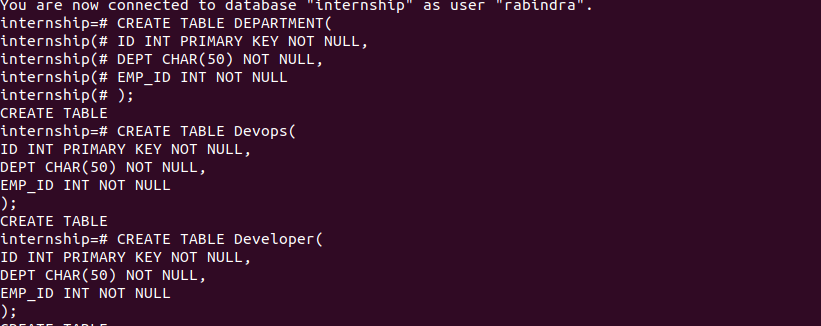 You are now connected to database "internship" as user "rabindra".
internship=# CREATE TABLE DEPARTMENT(
internship(# ID INT PRIMARY KEY NOT NULL,
internship(# DEPT CHAR(50) NOT NULL,
internship(# EMP_ID INT NOT NULL
internship(# );
CREATE TABLE
internship=# CREATE TABLE Devops(
ID INT PRIMARY KEY NOT NULL,
DEPT CHAR(50) NOT NULL,
EMP_ID INT NOT NULL
);
CREATE TABLE
internship=# CREATE TABLE Developer(
ID INT PRIMARY KEY NOT NULL,
DEPT CHAR(50) NOT NULL,
EMP_ID INT NOT NULL
);
CREATE TABLE